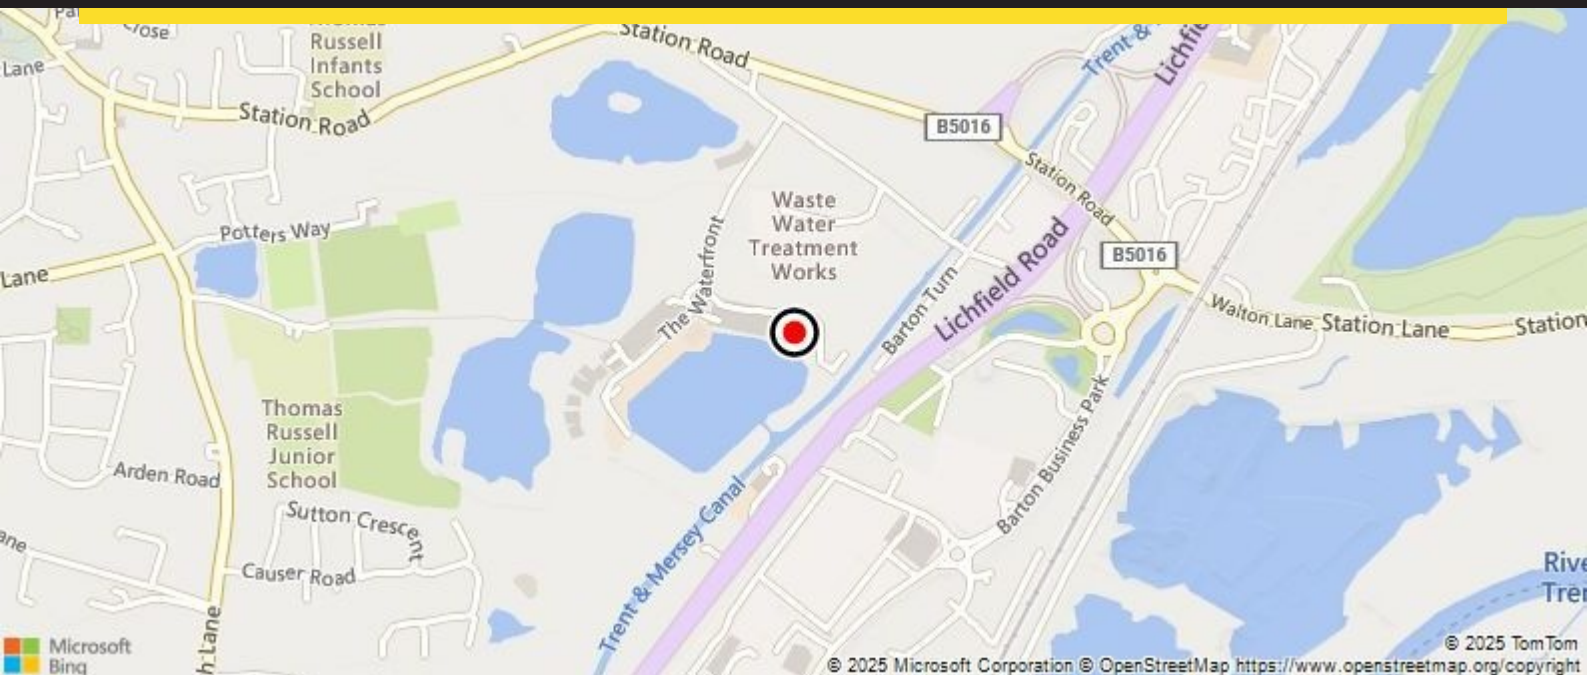 Close
Lane
Thomas
Russell
Infants
School
Station Road
Station Road
Trent &
B5016
Station Road
B5016
Waste
Water
Treatment
Works
Potters Way
Lane
The Waterfront
Barton Turn
Lichfield Road
Walton Lane
Station Lane
Station
Thomas
Russell
Junior
School
Arden Road
Sutton Crescent
Causer Road
Trent & Mersey Canal
Barton Business Park
Microsoft
Bing
© 2025 TomTom
© 2025 Microsoft Corporation © OpenStreetMap https://www.openstreetmap.org/copyright